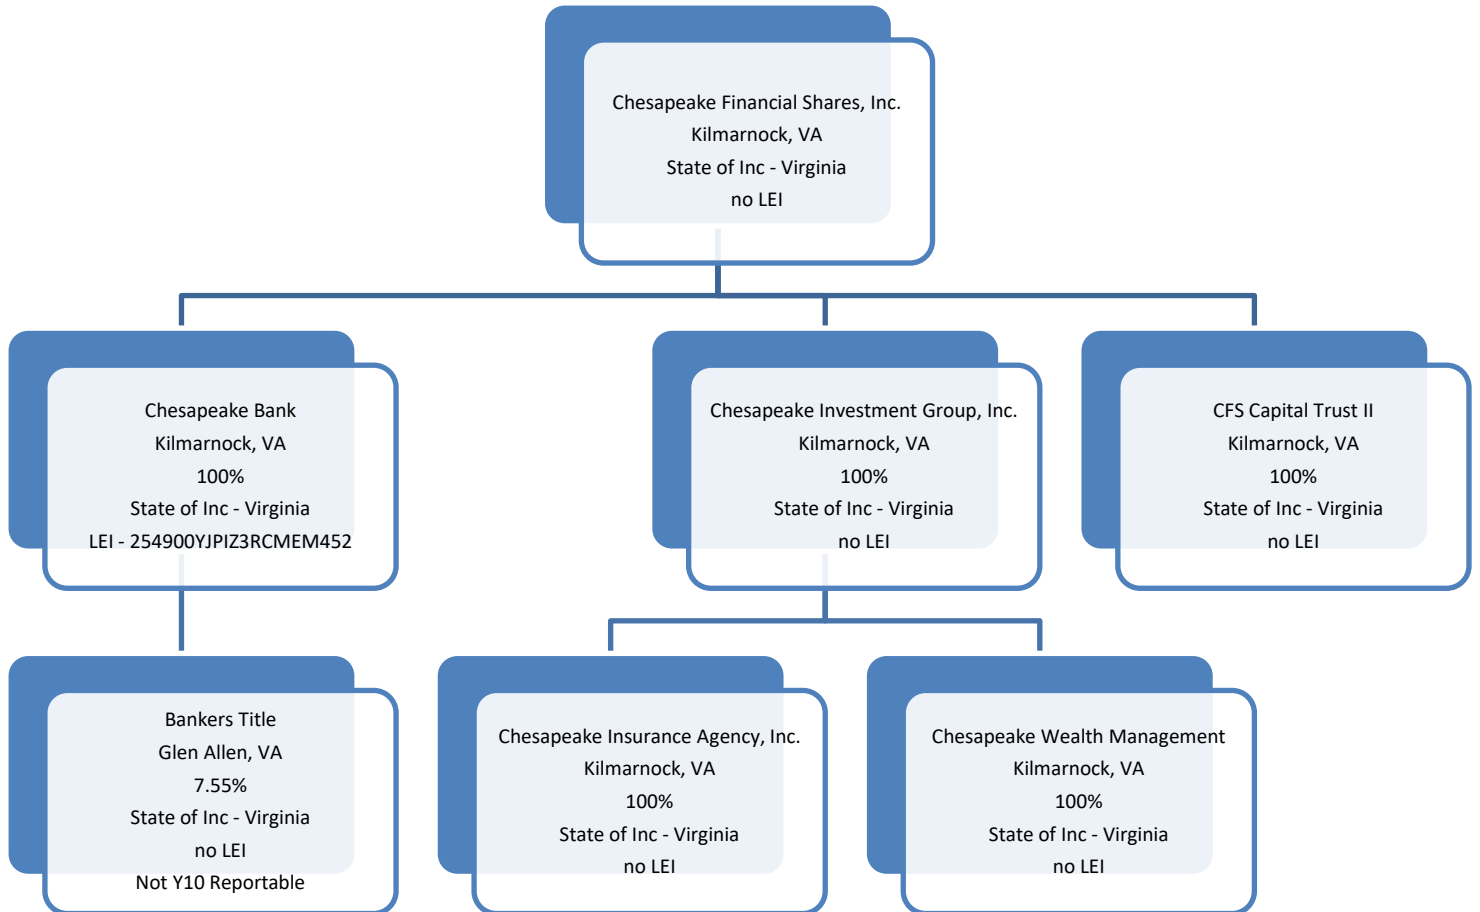 Chesapeake Financial Shares, Inc.
Kilmarnock, VA
State of Inc - Virginia
no LEI
Chesapeake Bank
Kilmarnock, VA
100%
State of Inc - Virginia
LEI - 254900YJPIZ3RCMEM452
Chesapeake Investment Group, Inc.
Kilmarnock, VA
100%
State of Inc - Virginia
no LEI
CFS Capital Trust II
Kilmarnock, VA
100%
State of Inc - Virginia
no LEI
Bankers Title
Glen Allen, VA
7.55%
State of Inc - Virginia
no LEI
Not Y10 Reportable
Chesapeake Insurance Agency, Inc.
Kilmarnock, VA
100%
State of Inc - Virginia
no LEI
Chesapeake Wealth Management
Kilmarnock, VA
100%
State of Inc - Virginia
no LEI